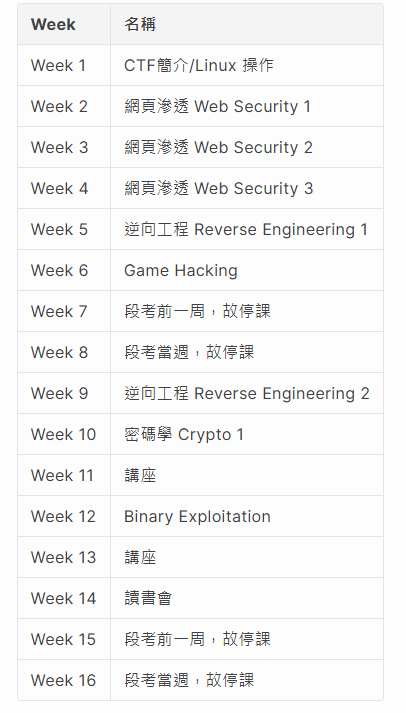 Week 名稱
Week 1 CTF簡介/Linux 操作
Week 2 網頁滲透 Web Security 1
Week 3 網頁滲透 Web Security 2
Week 4 網頁滲透 Web Security 3
Week 5 逆向工程 Reverse Engineering 1
Week 6 Game Hacking
Week 7 段考前一周，故停課
Week 8 段考當週，故停課
Week 9 逆向工程 Reverse Engineering 2
Week 10 密碼學 Crypto 1
Week 11 講座
Week 12 Binary Exploitation
Week 13 講座
Week 14 讀書會
Week 15 段考前一周，故停課
Week 16 段考當週，故停課